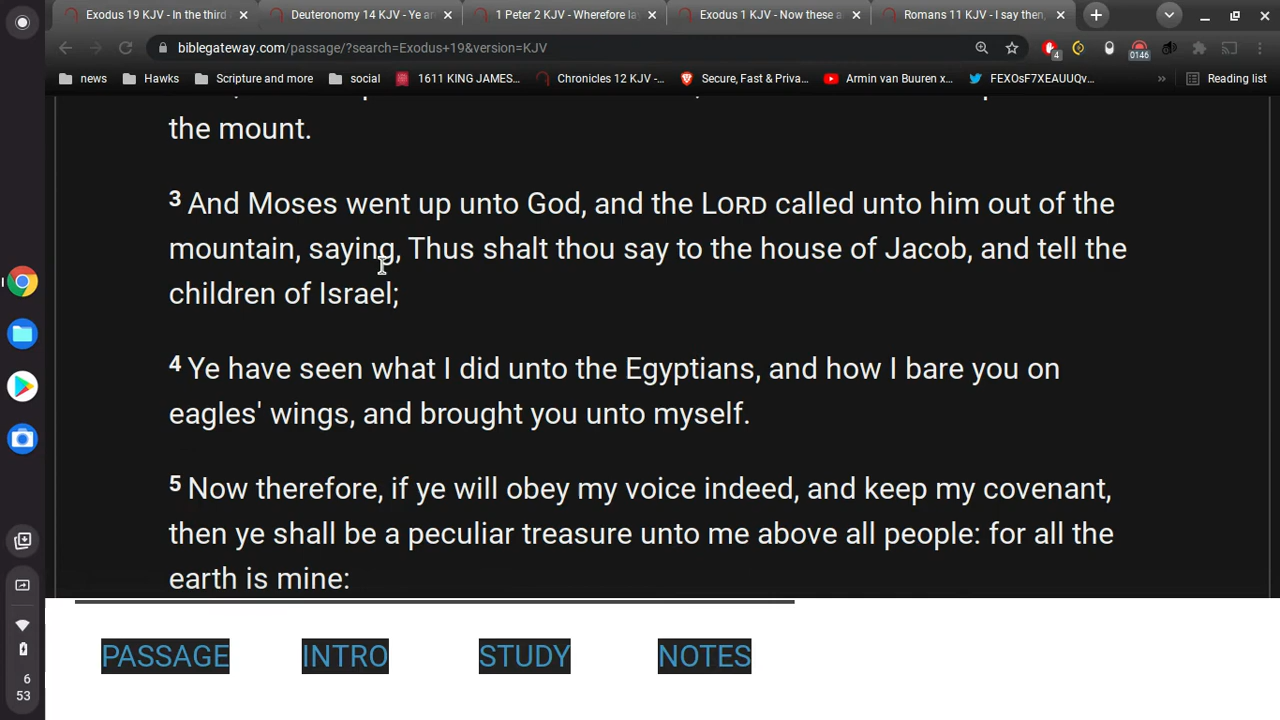 Exodus 19 KJV - In the third
Deuteronomy 14 KJV - Ye ar
1 Peter 2 KJV - Wherefore la
Exodus 1 KJV - Now these a
Romans 11 KJV - I say then,
biblegateway.com/passage/?search=Exodus+19&version=KJV
4
0146
news
Hawks
Scripture and more
social
1611 KING JAMES...
Chronicles 12 KJV -...
Secure, Fast & Priva...
Armin van Buuren x...
FEXOsF7XEAUUQv...
»
Reading list
the mount.
3 And Moses went up unto God, and the LORD called unto him out of the
mountain, saying, Thus shalt thou say to the house of Jacob, and tell the
children of Israel;
4 Ye have seen what I did unto the Egyptians, and how I bare you on
eagles' wings, and brought you unto myself.
5 Now therefore, if ye will obey my voice indeed, and keep my covenant,
then ye shall be a peculiar treasure unto me above all people: for all the
earth is mine:
PASSAGE
INTRO
STUDY
NOTES
6
53